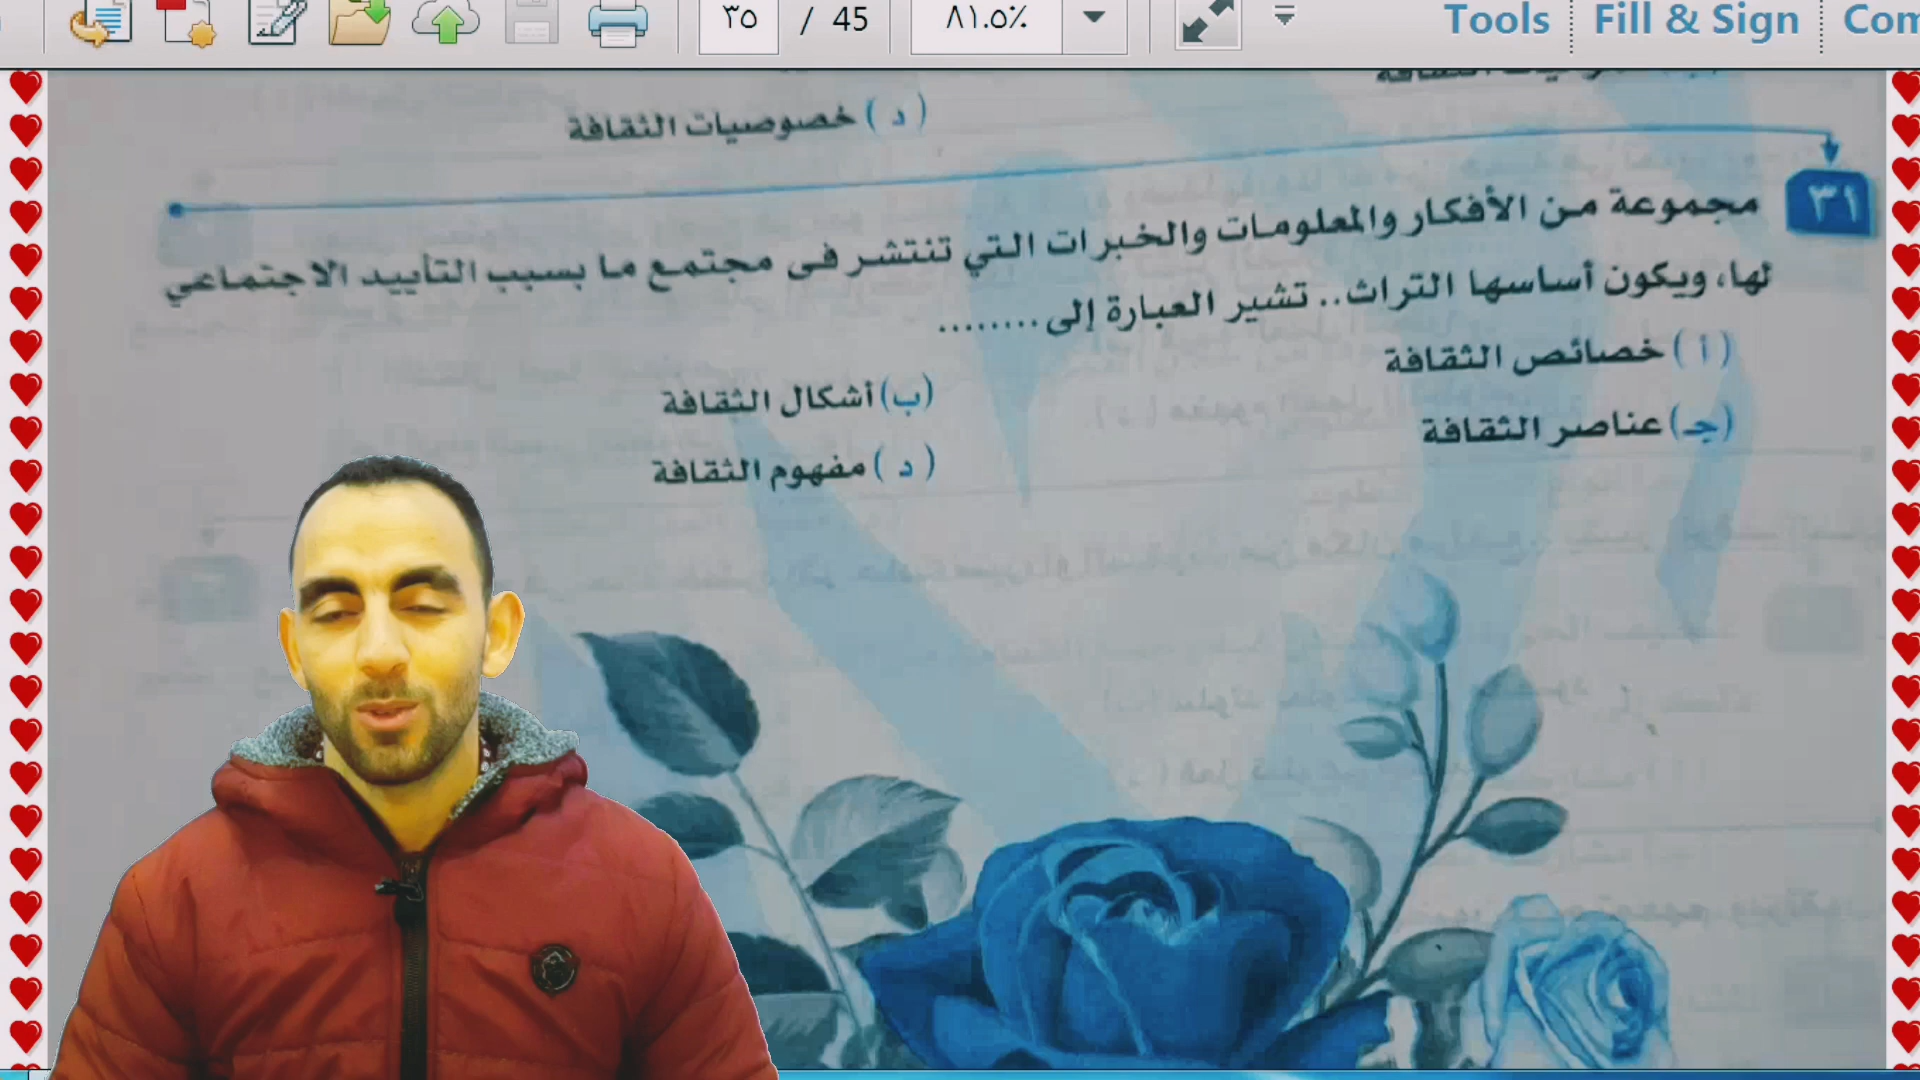 ٣٥ / 45
٨١.٥٪
Tools
Fill & Sign
Com
( د ) خصوصيات الثقافة
٣١
مجموعة من الأفكار والمعلومات والخبرات التي تنتشر فى مجتمع ما بسبب التأييد الاجتماعي
لها، ويكون أساسها التراث.. تشير العبارة إلى ........
( أ ) خصائص الثقافة
(ب) أشكال الثقافة
(جـ) عناصر الثقافة
( د ) مفهوم الثقافة